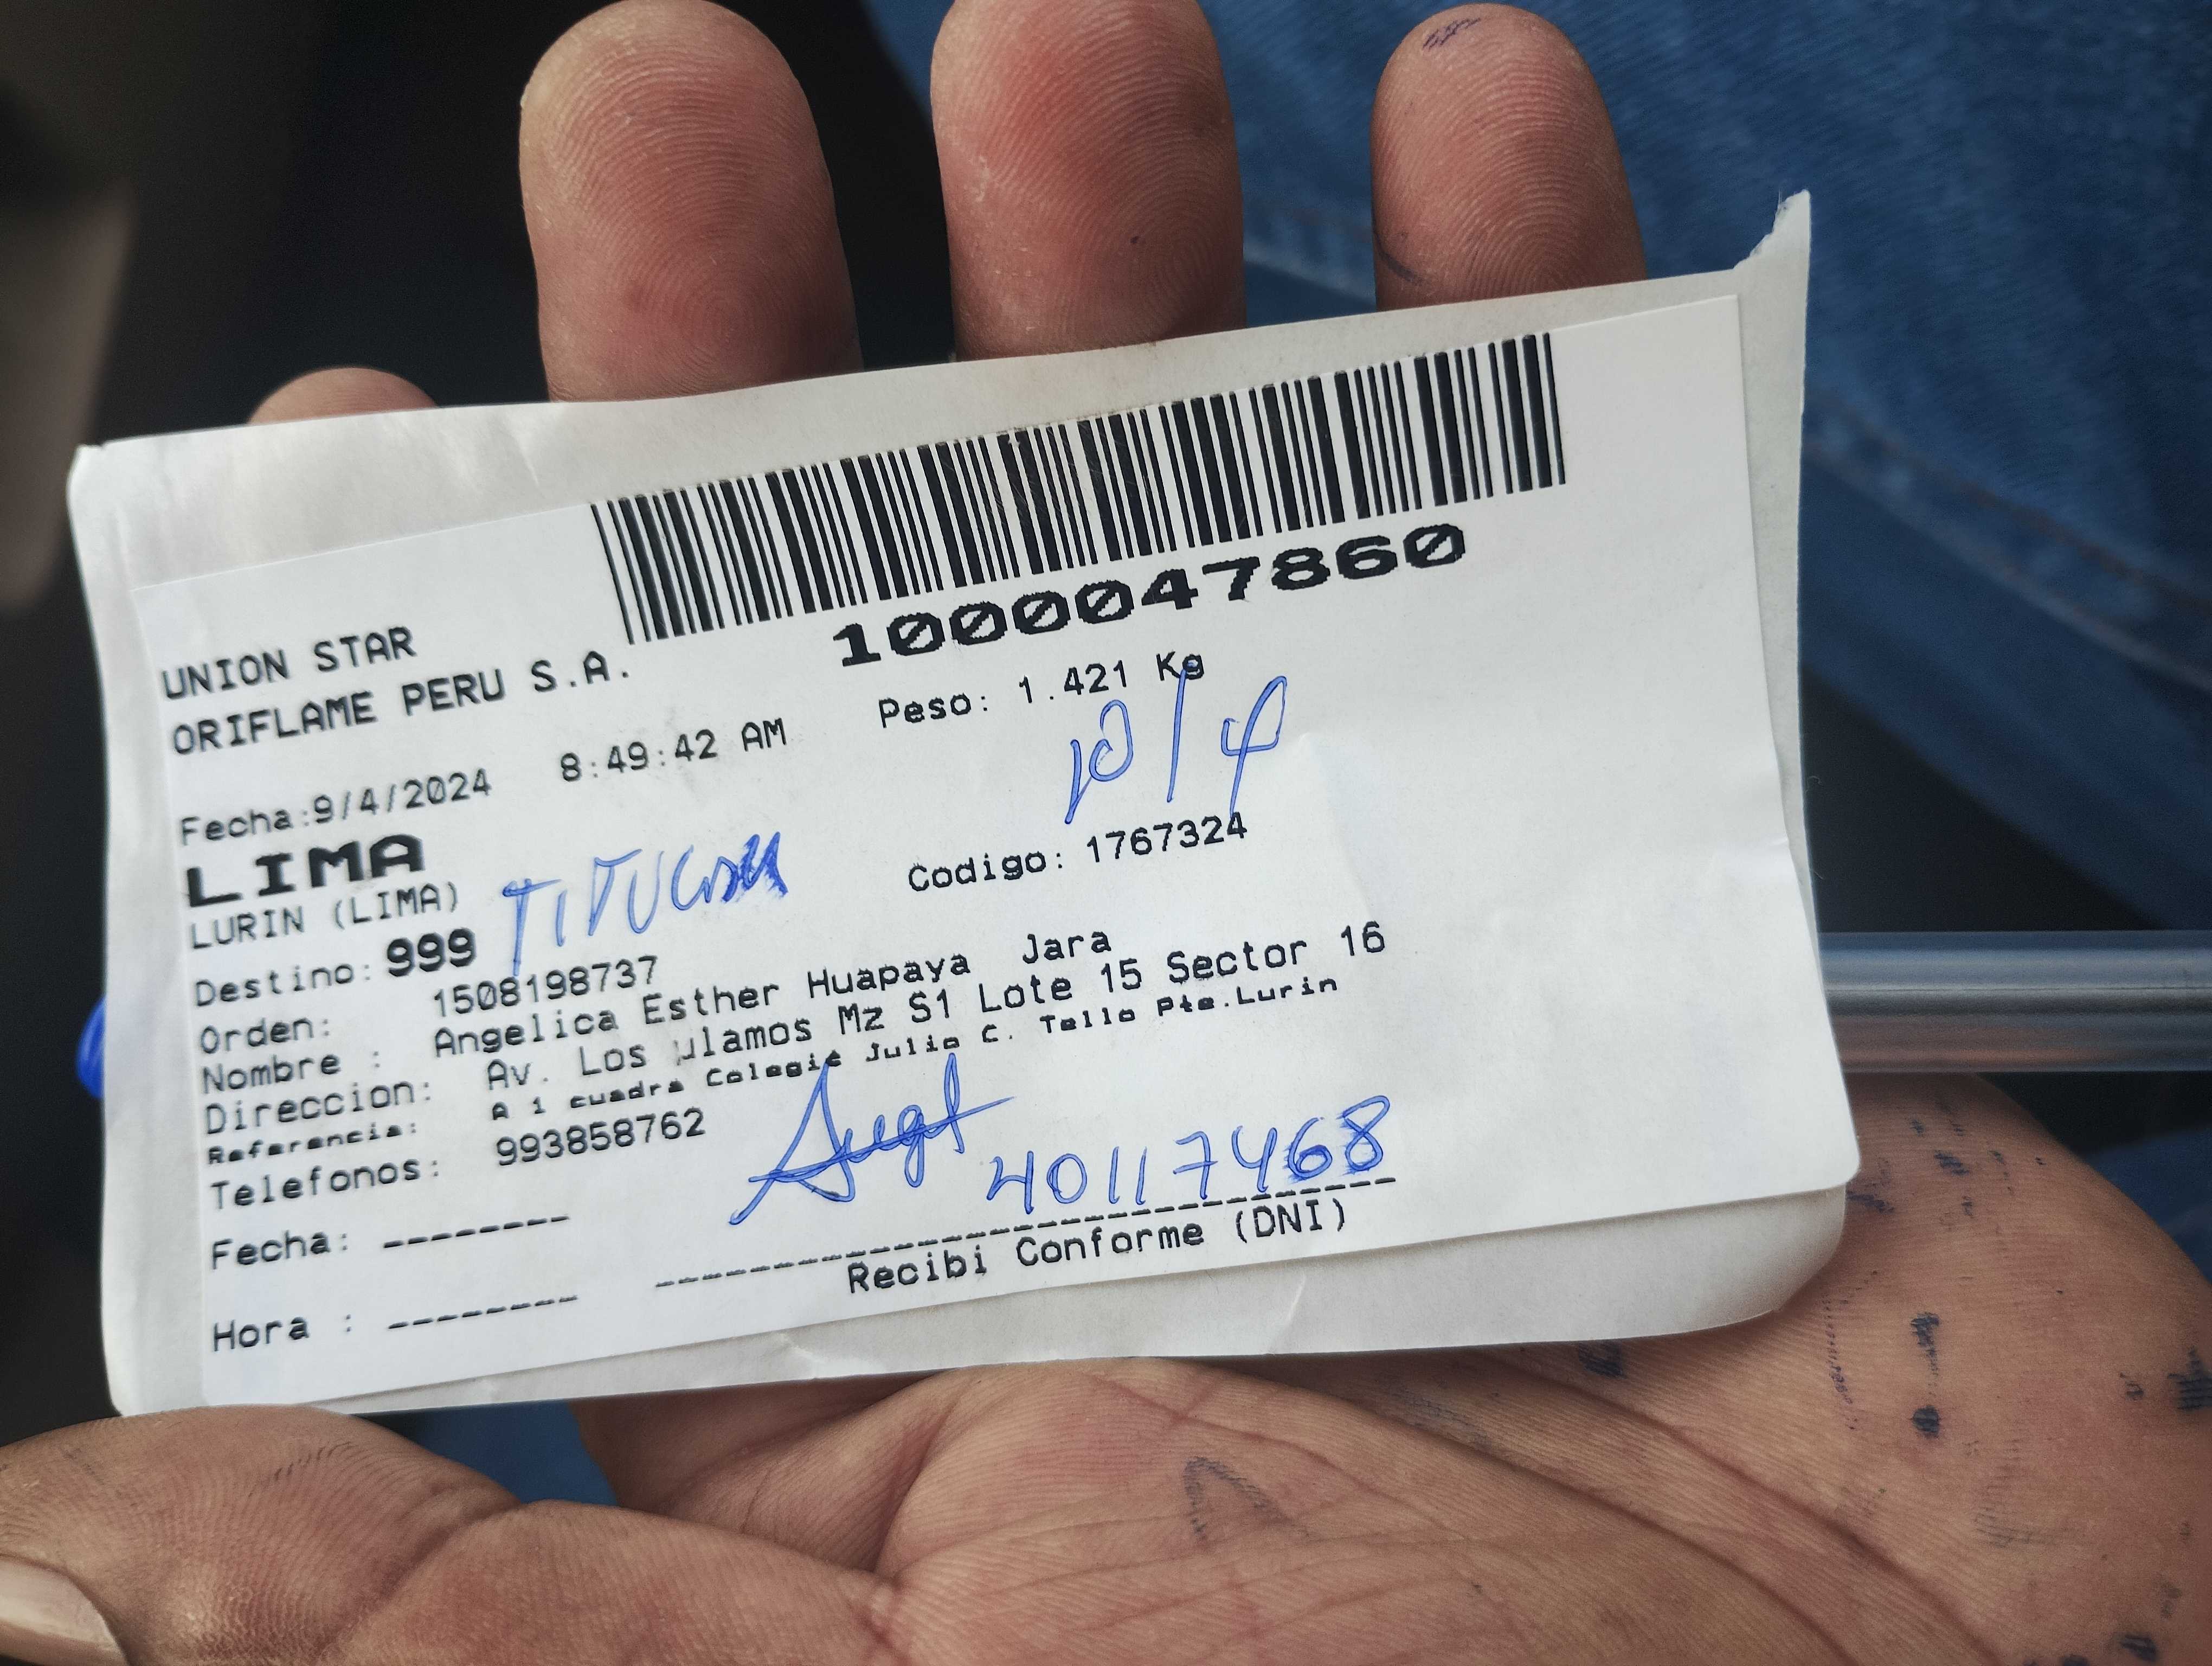 1000047860
UNION STAR
ORIFLAME PERU S.A.
Peso: 1.421 Kg
Fecha:9/4/2024 8:49:42 AM
10/4
LIMA
LURIN (LIMA)
Codigo: 1767324
Destino: 999
Orden: 1508198737
Nombre : Angelica Esther Huapaya Jara
Direccion: Av. Los µlamos Mz S1 Lote 15 Sector 16
Referencia: A 1 cuadra Colegio Julio C. Tello Pte.Lurin
Telefonos: 993858762
40117468
Fecha: -------
Recibi Conforme (DNI)
Hora : --------